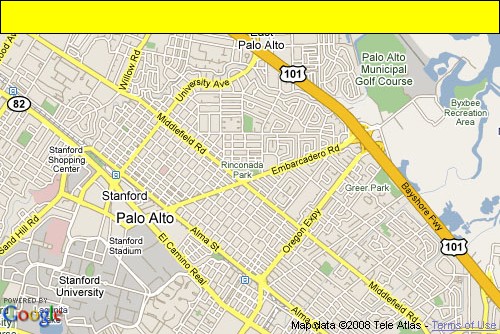 East
Palo Alto
wood Ave
Willow Rd
University Ave
101
Palo Alto
Municipal
Golf Course
Byxbee
Recreation
Area
82
Middlefield Rd
Embarcadero Rd
Stanford
Shopping
Center
Rinconada
Park
Greer Park
Bayshore Fwy
Stanford
Palo Alto
Sand Hill Rd
Alma St
Oregon Expy
Stanford
Stadium
El Camino Real
101
Stanford
University
Middlefield Rd
Alma
POWERED BY
Google
Map data ©2008 Tele Atlas - Terms of Use